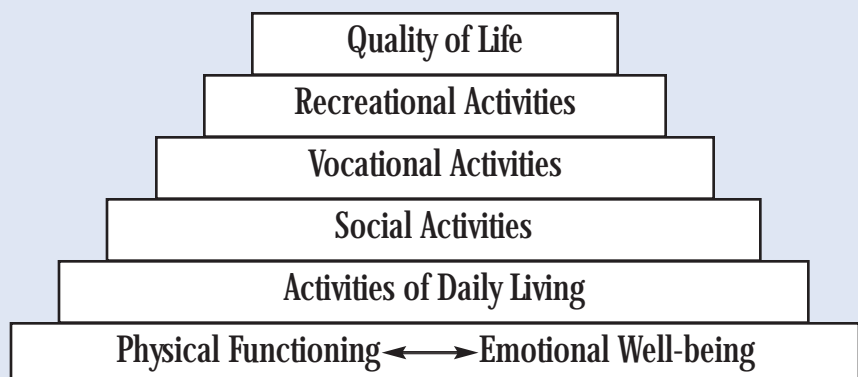 Quality of Life
Recreational Activities
Vocational Activities
Social Activities
Activities of Daily Living
Physical Functioning ↔ Emotional Well-being